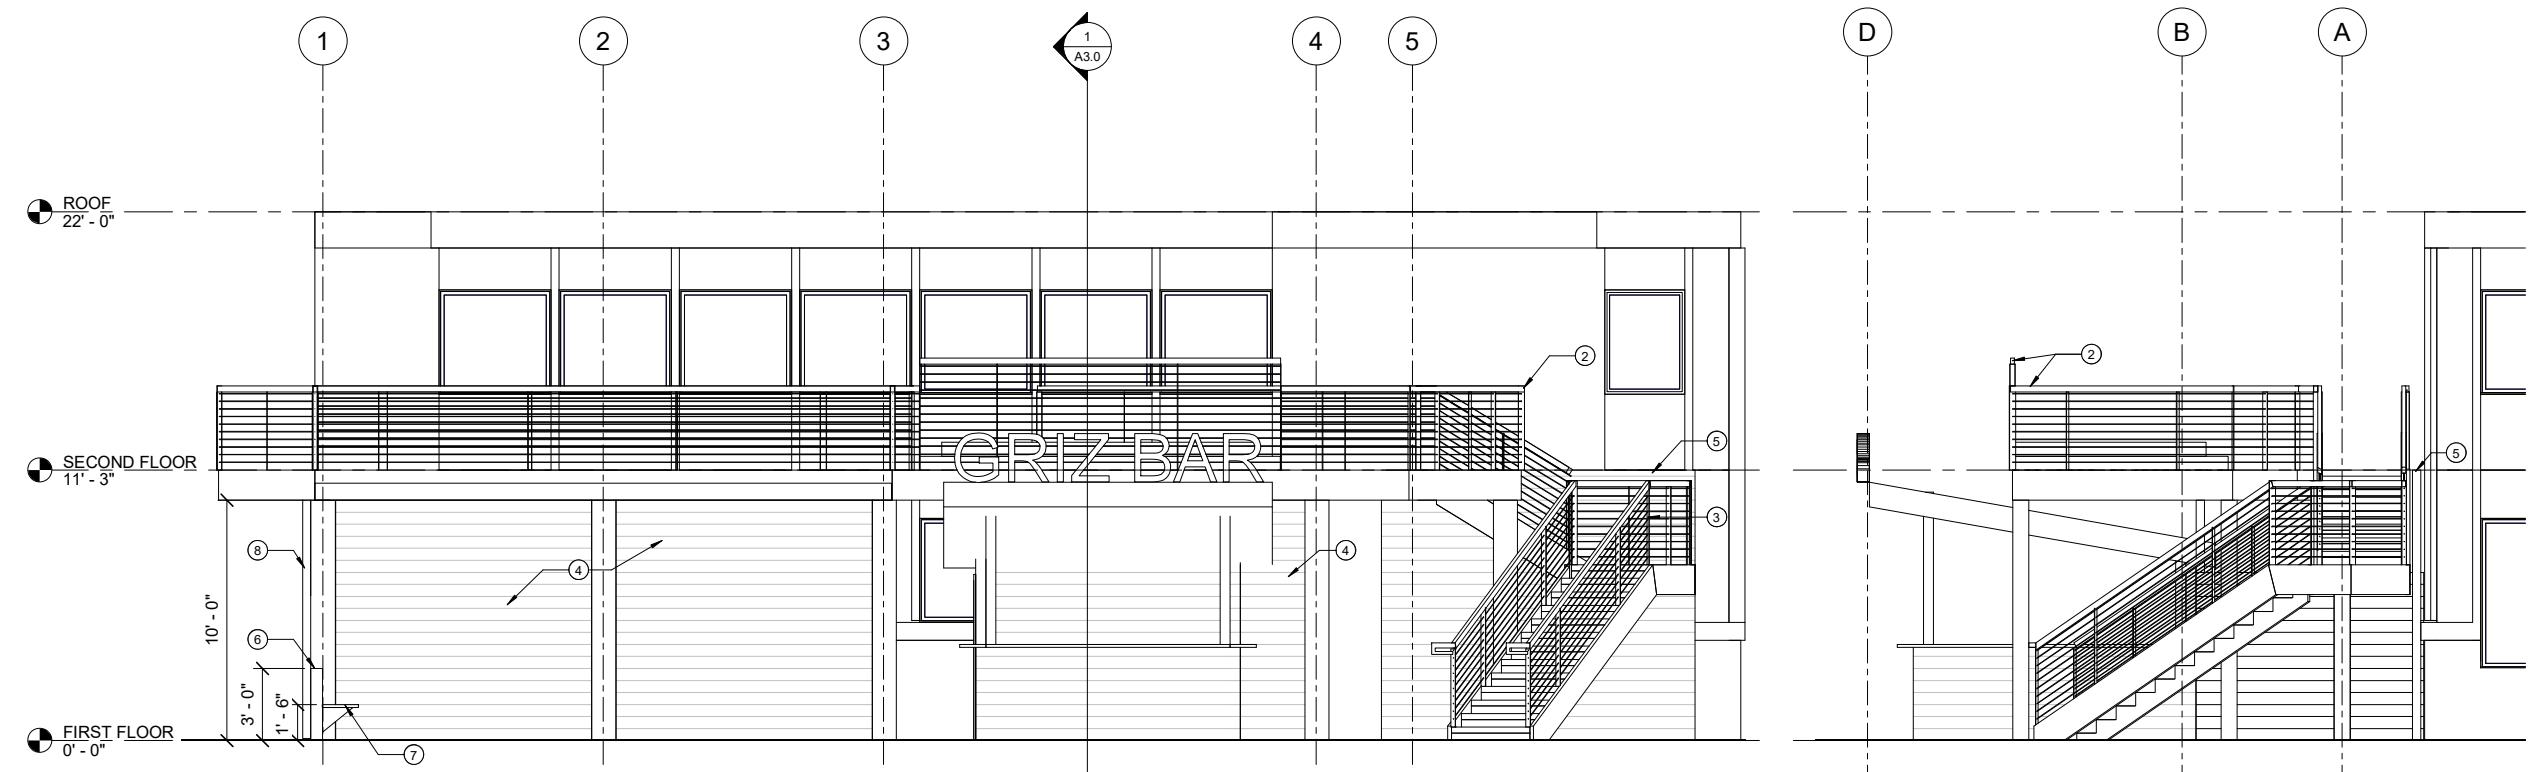 1
2
3
1
A3.0
4
5
D
B
A
ROOF
22' - 0"
2
2
SECOND FLOOR
11' - 3"
GRIZ BAR
5
5
3
8
4
4
10' - 0"
6
3' - 0"
1' - 6"
FIRST FLOOR
0' - 0"
7